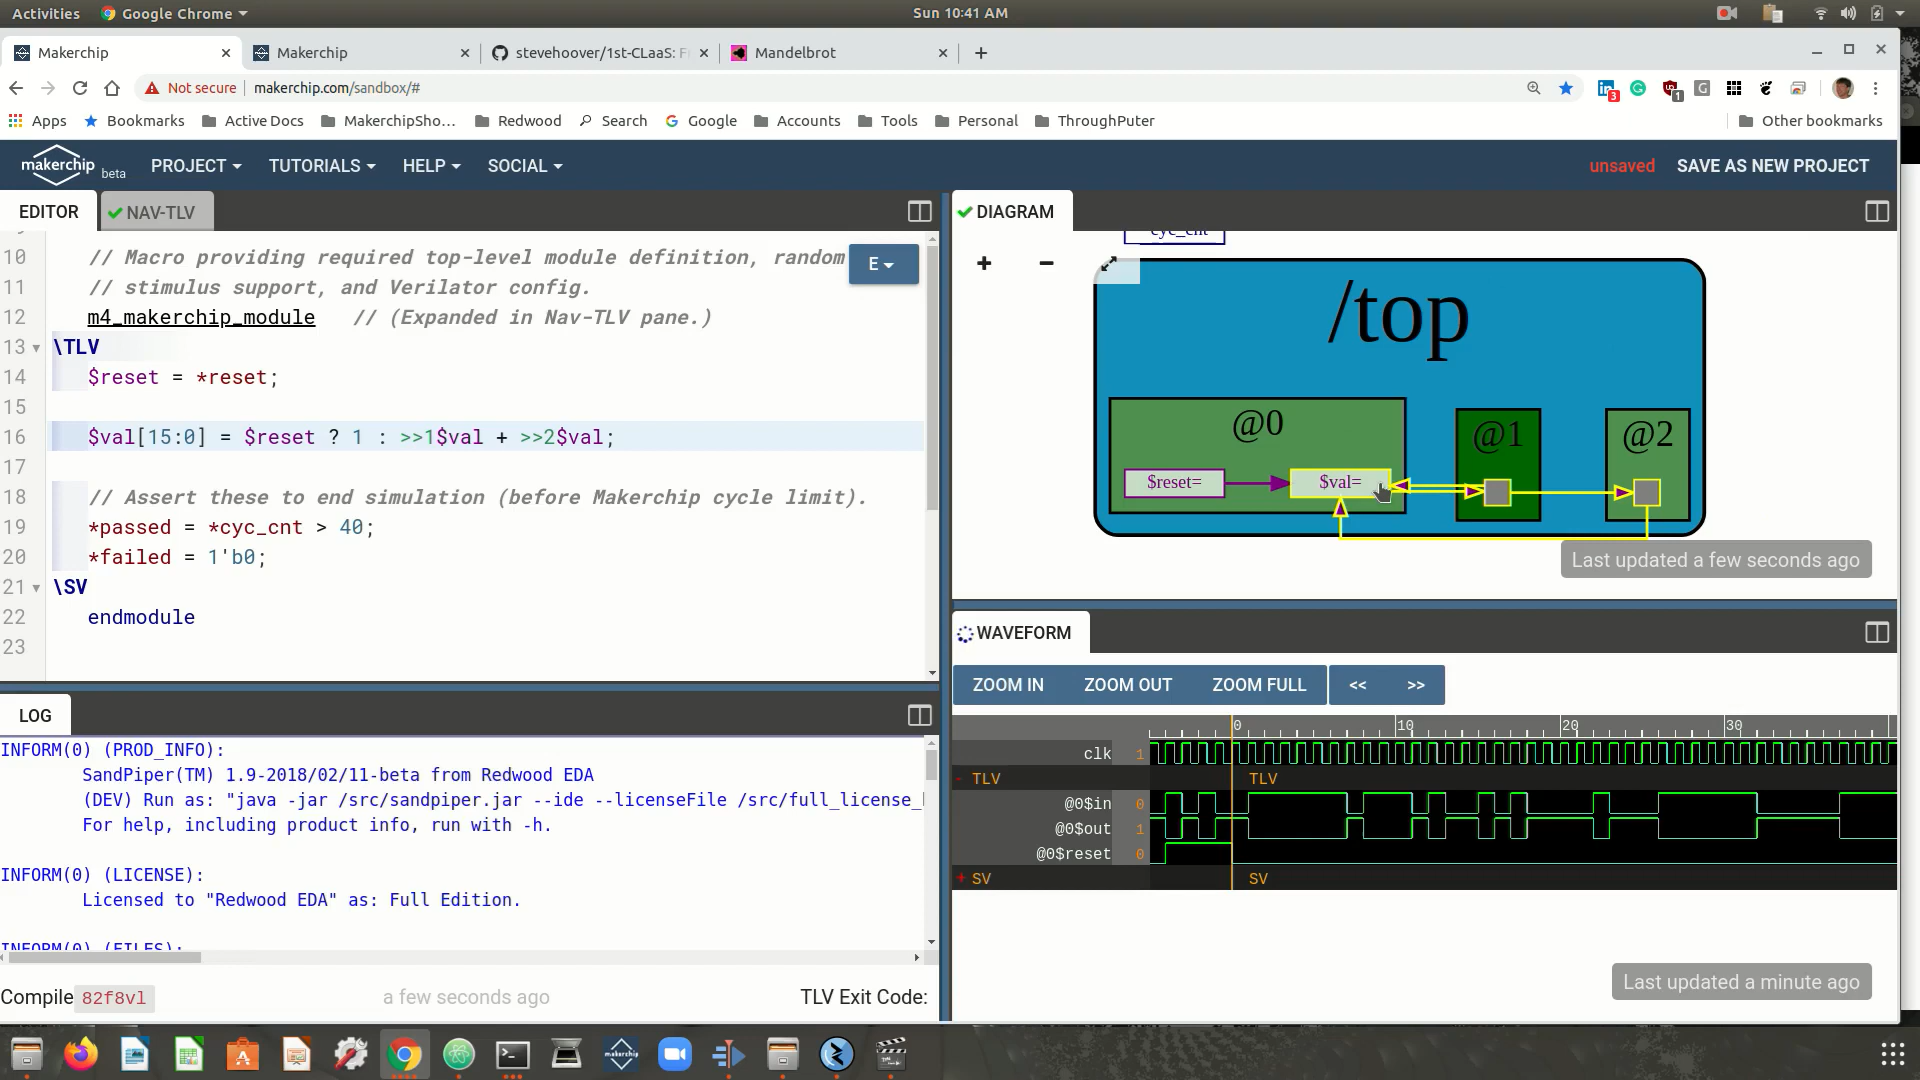 Activities
Google Chrome
Sun 10:41 AM
Makerchip
Makerchip
stevehoover/1st-CLaaS: F
Mandelbrot
Not secure
makerchip.com/sandbox/#
3
1
Apps
Bookmarks
Active Docs
MakerchipSho...
Redwood
Search
Google
Accounts
Tools
Personal
ThroughPuter
Other bookmarks
makerchip beta
PROJECT
TUTORIALS
HELP
SOCIAL
unsaved
SAVE AS NEW PROJECT
EDITOR
NAV-TLV
E
10 // Macro providing required top-level module definition, random
11 // stimulus support, and Verilator config.
12 m4_makerchip_module // (Expanded in Nav-TLV pane.)
13 \TLV
14 $reset = *reset;
15
16 $val[15:0] = $reset ? 1 : >>1$val + >>2$val;
17
18 // Assert these to end simulation (before Makerchip cycle limit).
19 *passed = *cyc_cnt > 40;
20 *failed = 1'b0;
21 \SV
22 endmodule
23
LOG
INFORM(0) (PROD_INFO):
SandPiper(TM) 1.9-2018/02/11-beta from Redwood EDA
(DEV) Run as: "java -jar /src/sandpiper.jar --ide --licenseFile /src/full_license_
For help, including product info, run with -h.
INFORM(0) (LICENSE):
Licensed to "Redwood EDA" as: Full Edition.
INFORM(0) (FILES):
Compile 82f8vl
a few seconds ago
TLV Exit Code:
DIAGRAM
cyc_cnt
/top
@0
@1
@2
$reset=
$val=
Last updated a few seconds ago
WAVEFORM
ZOOM IN
ZOOM OUT
ZOOM FULL
<<
>>
0
10
20
30
clk 1
TLV
TLV
@0$in 0
@0$out 1
@0$reset 0
SV
SV
Last updated a minute ago
makerchip